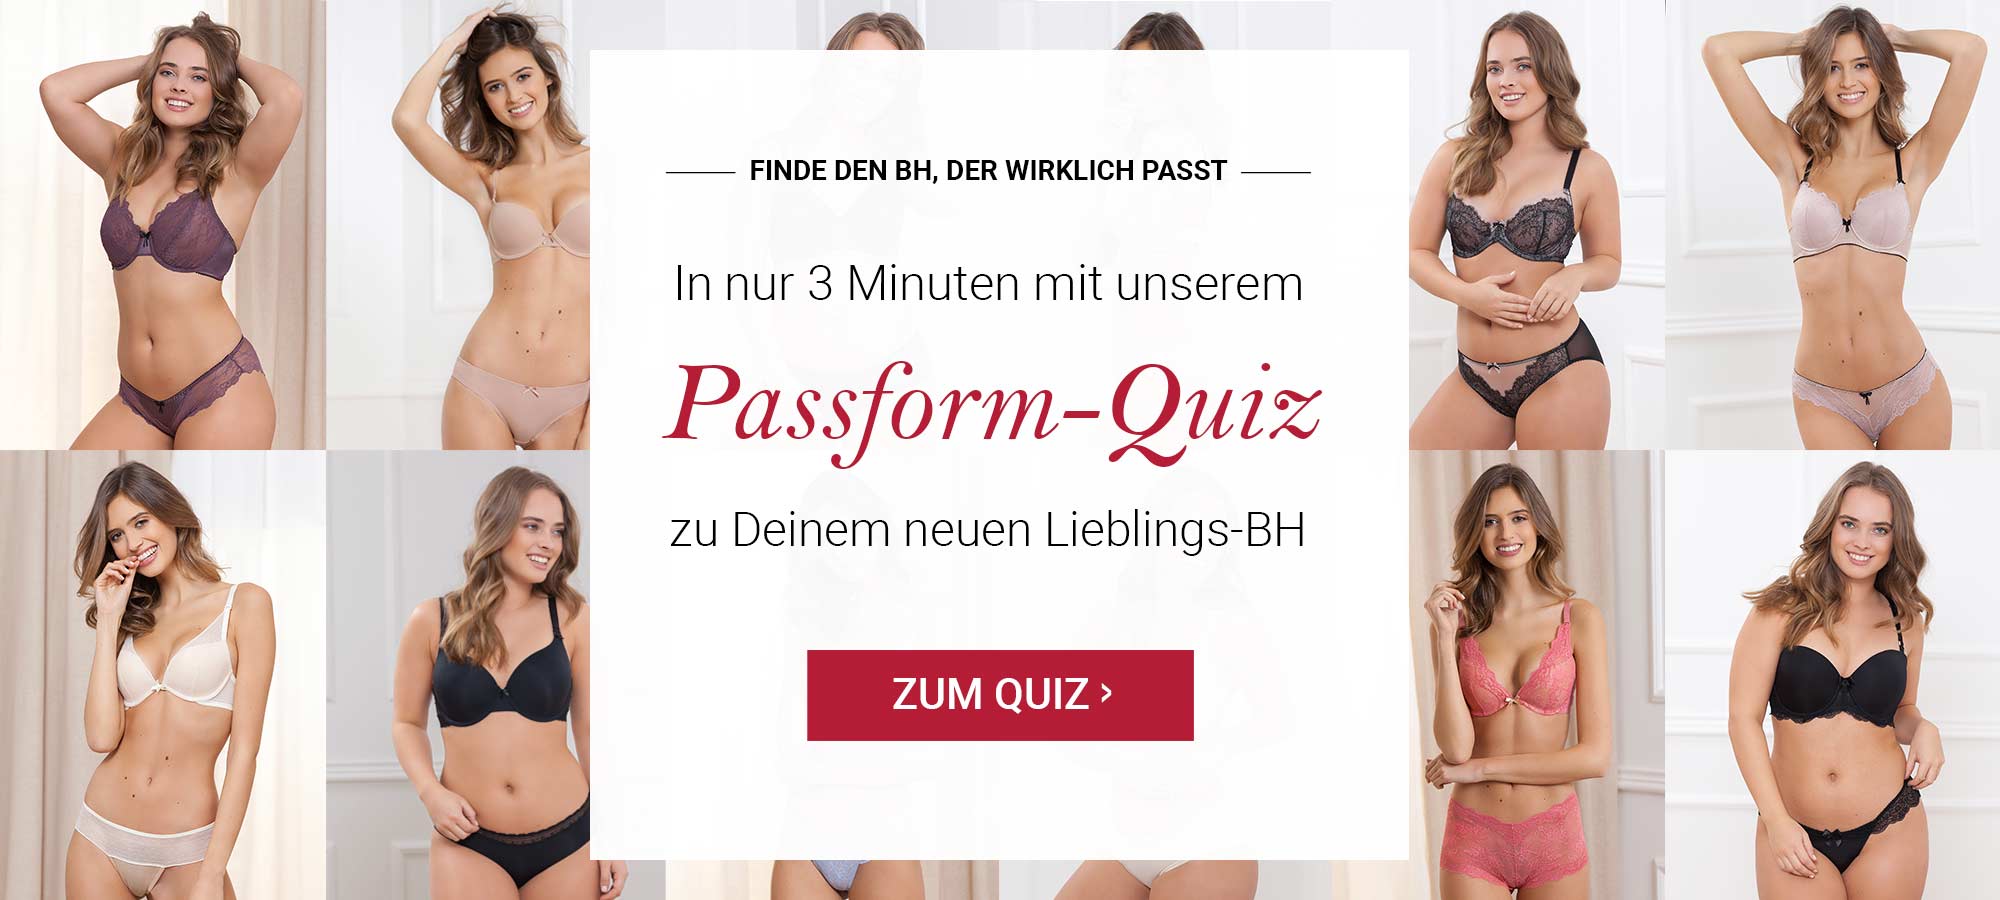 FINDE DEN BH, DER WIRKLICH PASST
In nur 3 Minuten mit unserem
Passform-Quiz
zu Deinem neuen Lieblings-BH
ZUM QUIZ ›